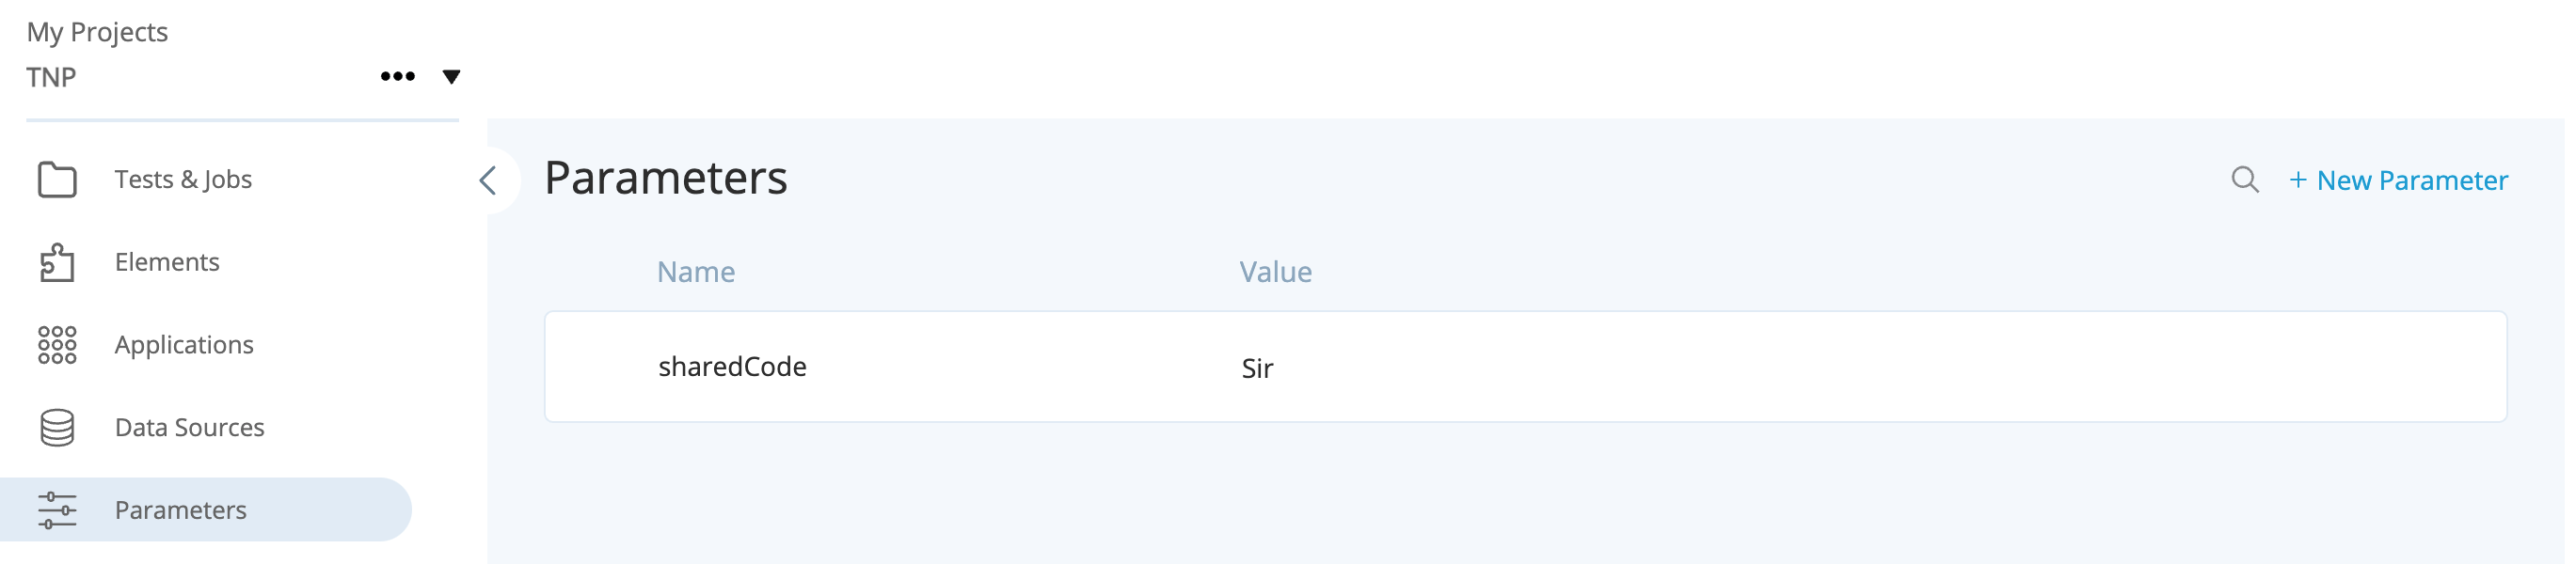 My Projects
TNP
Tests & Jobs
Elements
Applications
Data Sources
Parameters
Parameters
+ New Parameter
Name Value
sharedCode Sir